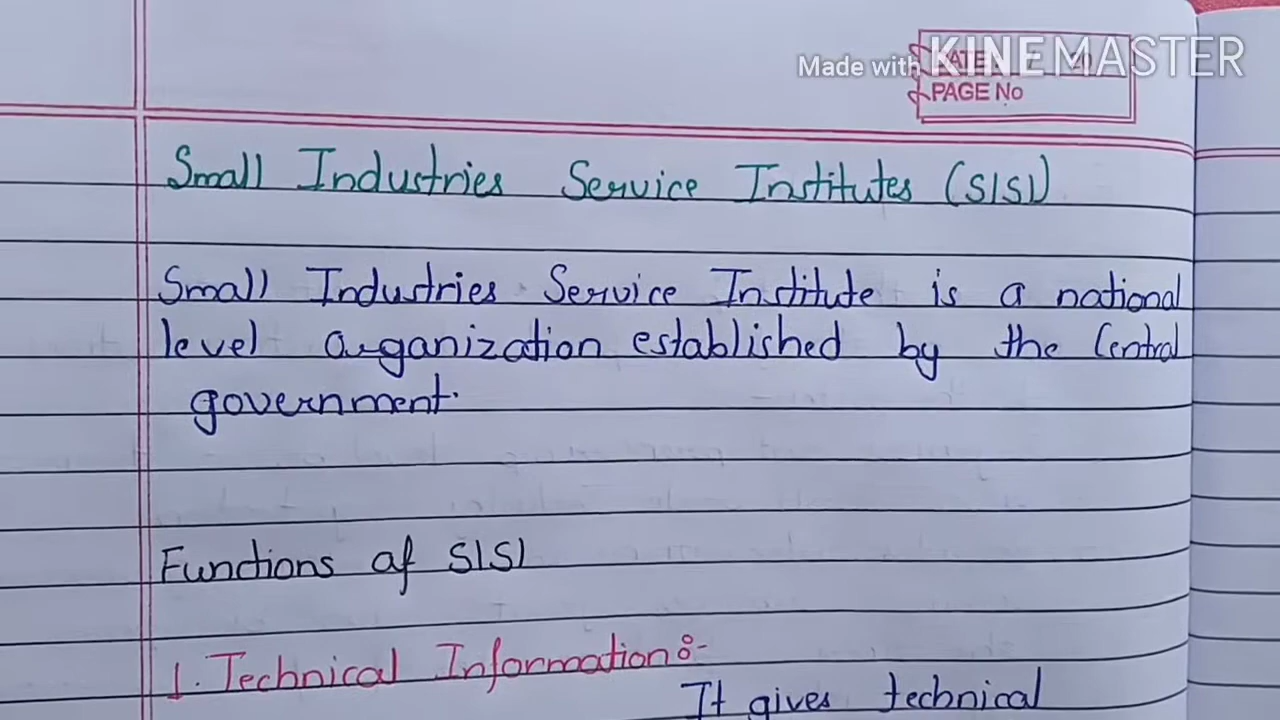 Made with KINEMASTER
PAGE No
Small Industries Service Institutes (SISI)
Small Industries Service Institute is a national
level organization established by the Central
government.
Functions of SISI
1. Technical Information :-
It gives technical